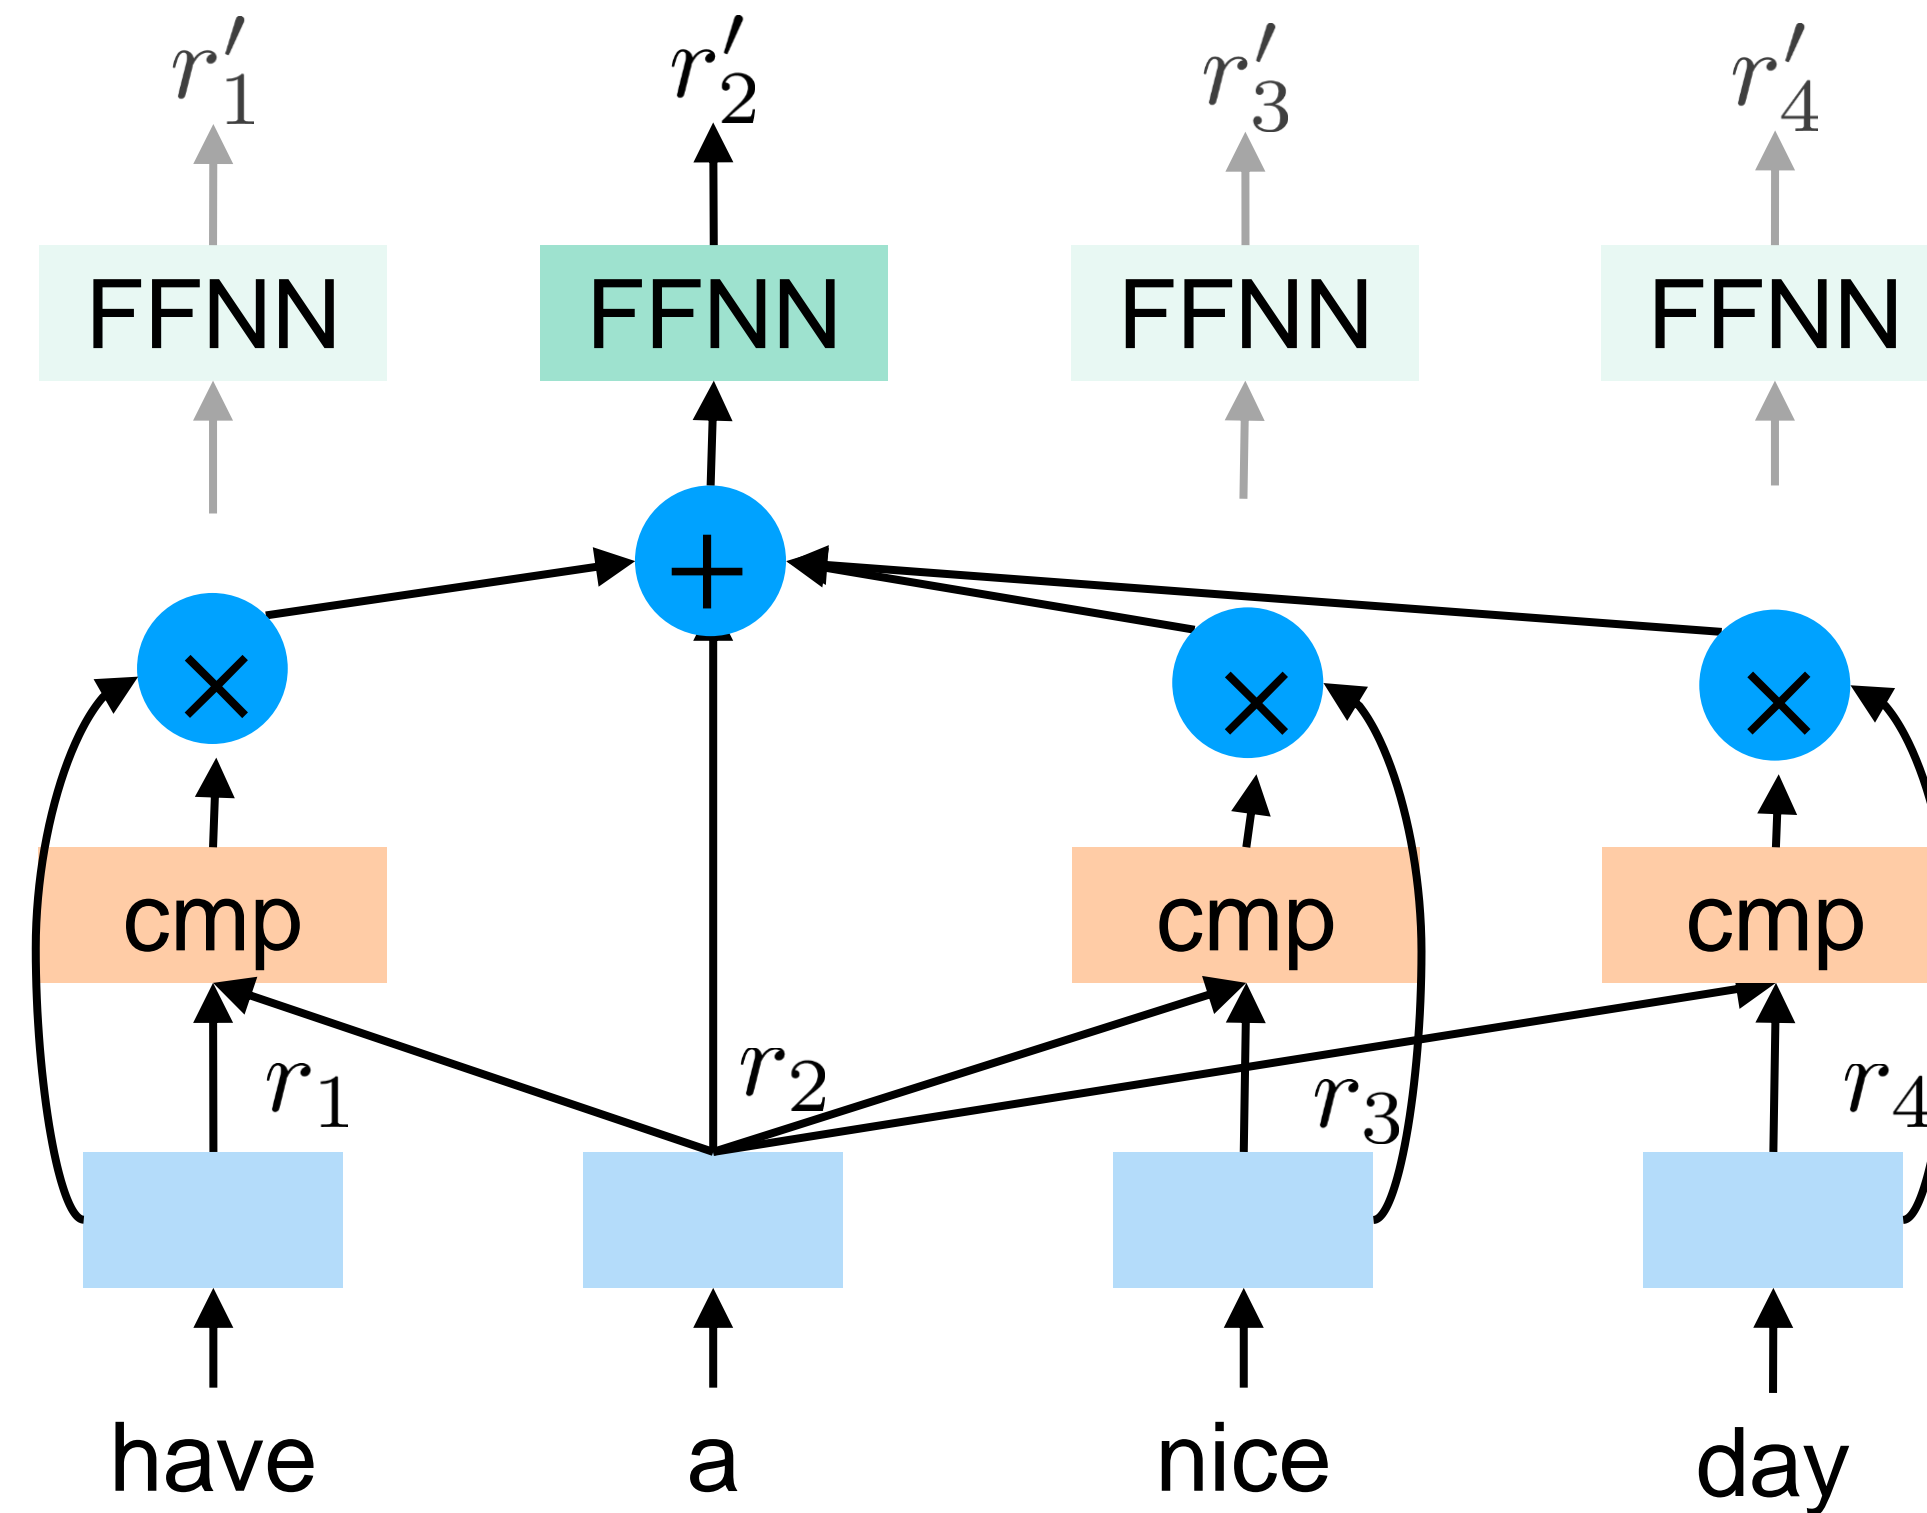 r′₁ r′₂ r′₃ r′₄
FFNN FFNN FFNN FFNN
+
× × ×
cmp cmp cmp
r₁ r₂ r₃ r₄
have a nice day